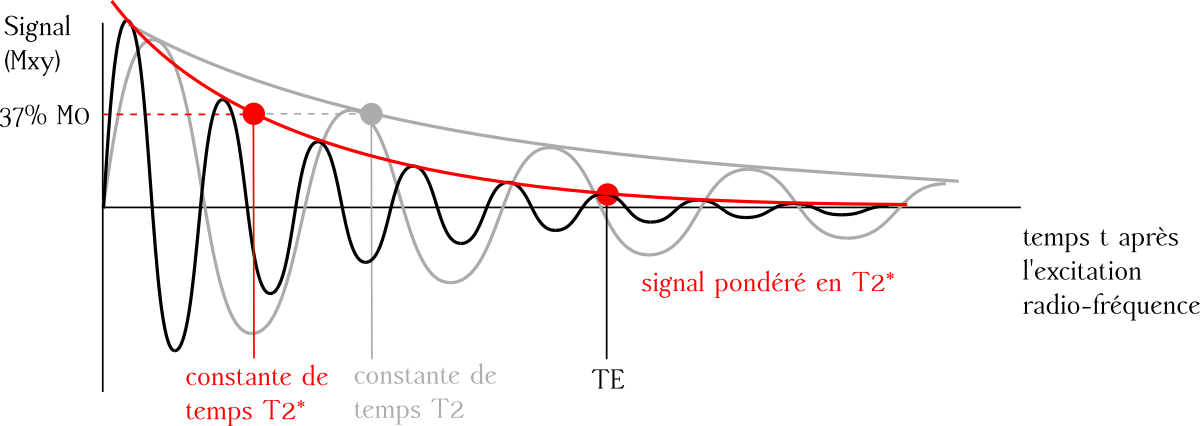 Signal
(Mxy)
37% M0
temps t après
l'excitation
radio-fréquence
signal pondéré en T2*
constante de
temps T2*
constante de
temps T2
TE